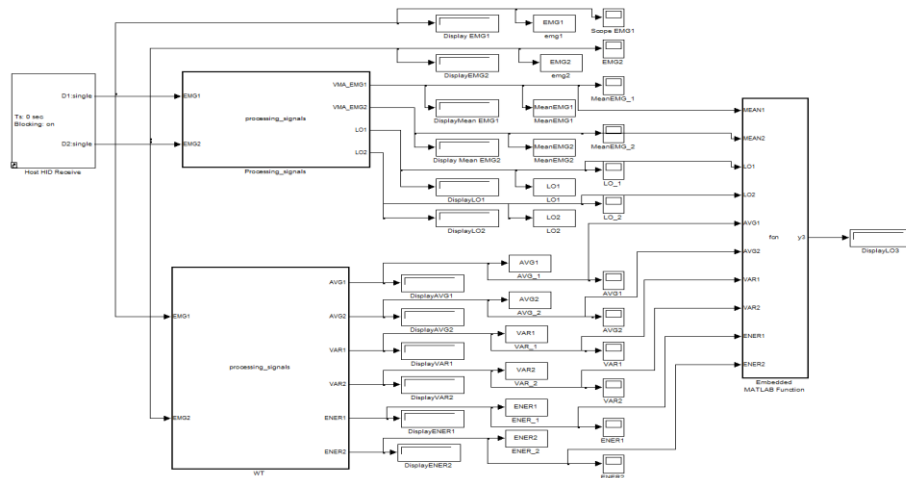 EMG1
Display EMG1
emg1
Scope EMG1
EMG2
DisplayEMG2
emg2
EMG2
D1:single
Ts: 0 sec
Blocking: on
D2:single
Host HID Receive
EMG1
EMG2
processing_signals
VMA_EMG1
VMA_EMG2
LO1
LO2
Processing_signals
MeanEMG1
DisplayMean EMG1
MeanEMG1
MeanEMG_1
MeanEMG2
Display Mean EMG2
MeanEMG2
MeanEMG_2
LO1
DisplayLO1
LO1
LO_1
LO2
DisplayLO2
LO2
LO_2
MEAN1
MEAN2
LO1
LO2
AVG1
AVG2
VAR1
VAR2
ENER1
ENER2
fcn
y3
Embedded
MATLAB Function
DisplayLO3
EMG1
EMG2
processing_signals
AVG1
AVG2
VAR1
VAR2
ENER1
ENER2
WT
AVG1
AVG_1
DisplayAVG1
AVG1
AVG2
AVG_2
DisplayAVG2
AVG2
VAR1
VAR_1
DisplayVAR1
VAR1
VAR2
VAR_2
DisplayVAR2
VAR2
ENER1
ENER_1
DisplayENER1
ENER1
ENER2
ENER_2
DisplayENER2
ENER2